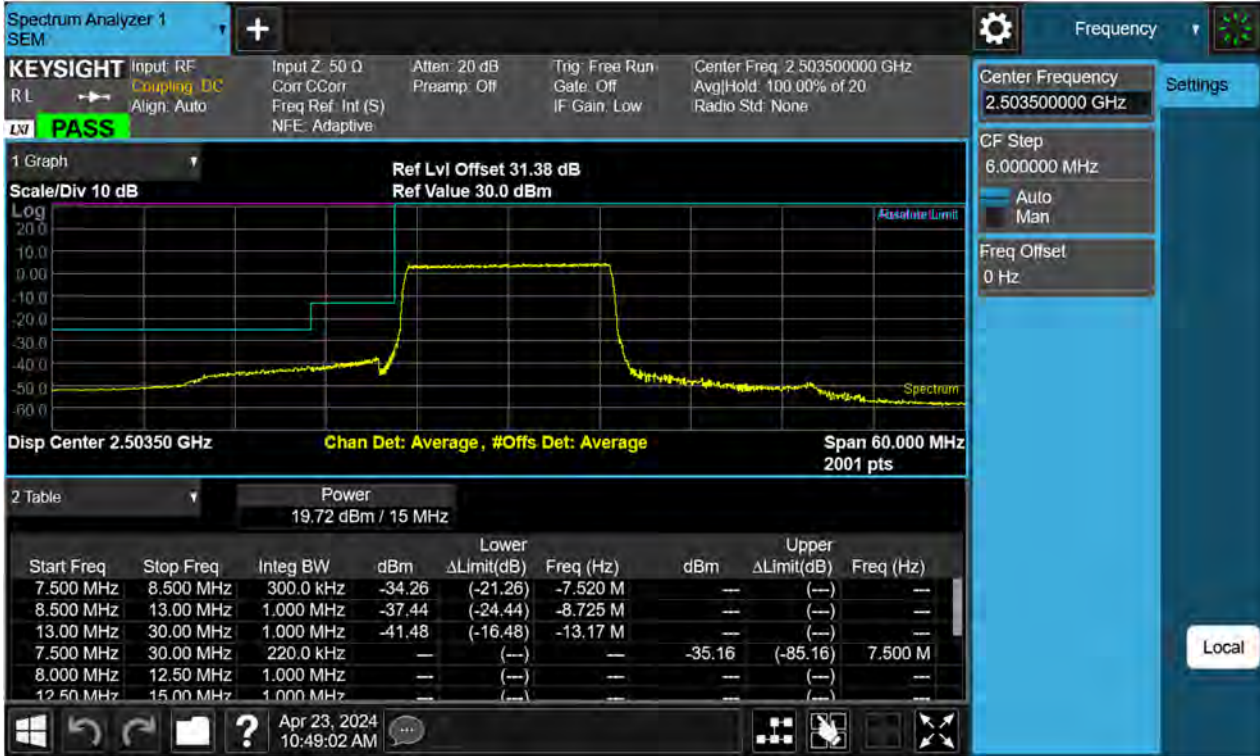 Spectrum Analyzer 1
SEM
+
Frequency
KEYSIGHT
RL
LXI
PASS
Input: RF
Coupling: DC
Align: Auto
Input Z: 50 Ω
Corr CCorr
Freq Ref: Int (S)
NFE: Adaptive
Atten: 20 dB
Preamp: Off
Trig: Free Run
Gate: Off
IF Gain: Low
Center Freq: 2.503500000 GHz
Avg|Hold: 100.00% of 20
Radio Std: None
Center Frequency
2.503500000 GHz
Settings
CF Step
6.000000 MHz
Auto
Man
Freq Offset
0 Hz
Local
1 Graph
Scale/Div 10 dB
Ref Lvl Offset 31.38 dB
Ref Value 30.0 dBm
Log
20.0
10.0
0.00
-10.0
-20.0
-30.0
-40.0
-50.0
-60.0
Absolute Limit
Spectrum
Disp Center 2.50350 GHz
Chan Det: Average, #Offs Det: Average
Span 60.000 MHz
2001 pts
2 Table
Power
19.72 dBm / 15 MHz
Lower Upper
Start Freq Stop Freq Integ BW dBm ΔLimit(dB) Freq (Hz) dBm ΔLimit(dB) Freq (Hz)
7.500 MHz 8.500 MHz 300.0 kHz -34.26 (-21.26) -7.520 M --- (---) ---
8.500 MHz 13.00 MHz 1.000 MHz -37.44 (-24.44) -8.725 M --- (---) ---
13.00 MHz 30.00 MHz 1.000 MHz -41.48 (-16.48) -13.17 M --- (---) ---
7.500 MHz 30.00 MHz 220.0 kHz --- (---) --- -35.16 (-85.16) 7.500 M
8.000 MHz 12.50 MHz 1.000 MHz --- (---) --- --- (---) ---
12.50 MHz 15.00 MHz 1.000 MHz --- (---) --- --- (---) ---
?
Apr 23, 2024
10:49:02 AM